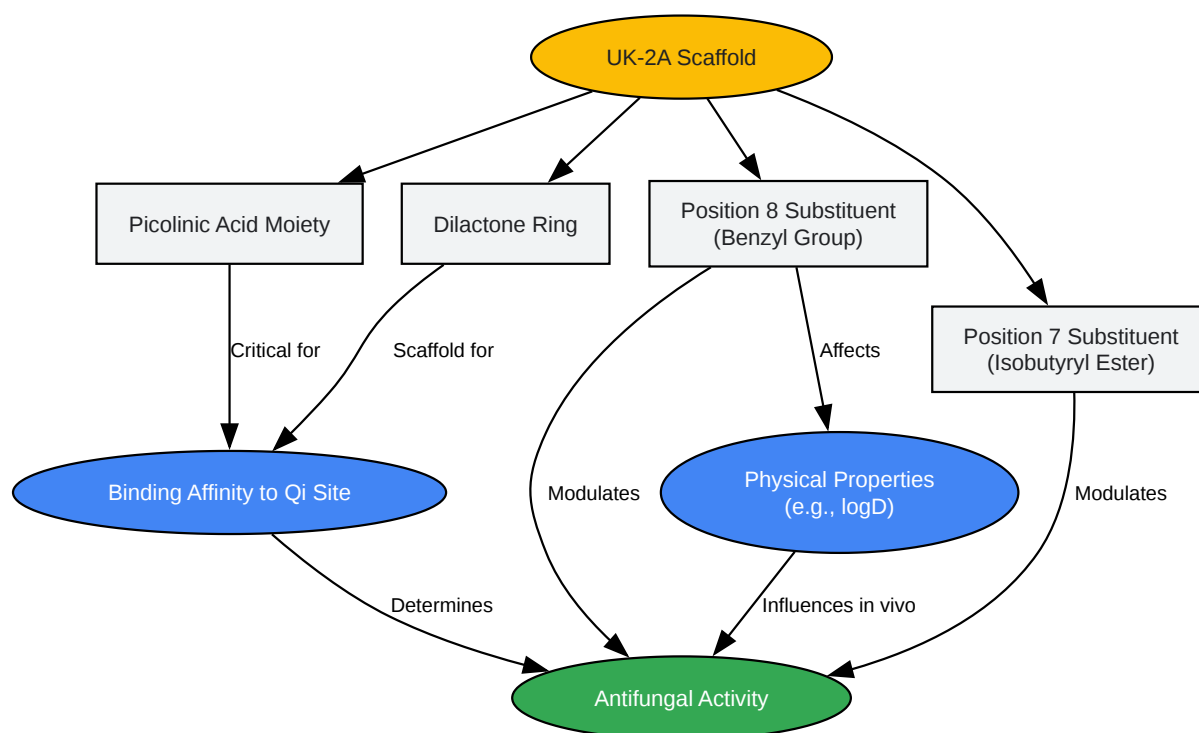 UK-2A Scaffold
Picolinic Acid Moiety
Dilactone Ring
Position 8 Substituent
(Benzyl Group)
Position 7 Substituent
(Isobutyryl Ester)
Critical for
Scaffold for
Affects
Binding Affinity to Qi Site
Modulates
Physical Properties
(e.g., logD)
Modulates
Determines
Influences in vivo
Antifungal Activity